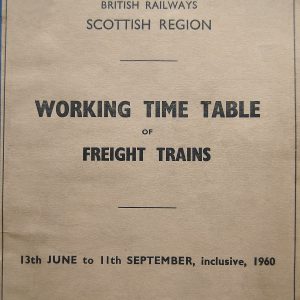 BRITISH RAILWAYS
SCOTTISH REGION
WORKING TIME TABLE
OF
FREIGHT TRAINS
13th JUNE to 11th SEPTEMBER, inclusive, 1960